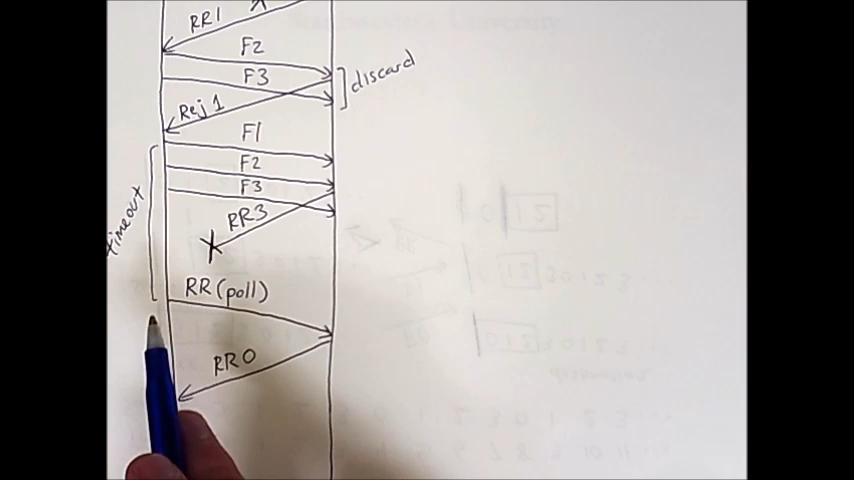 RR1
F2
F3
discard
Rej 1
F1
F2
F3
RR3
timeout
RR (poll)
RR0